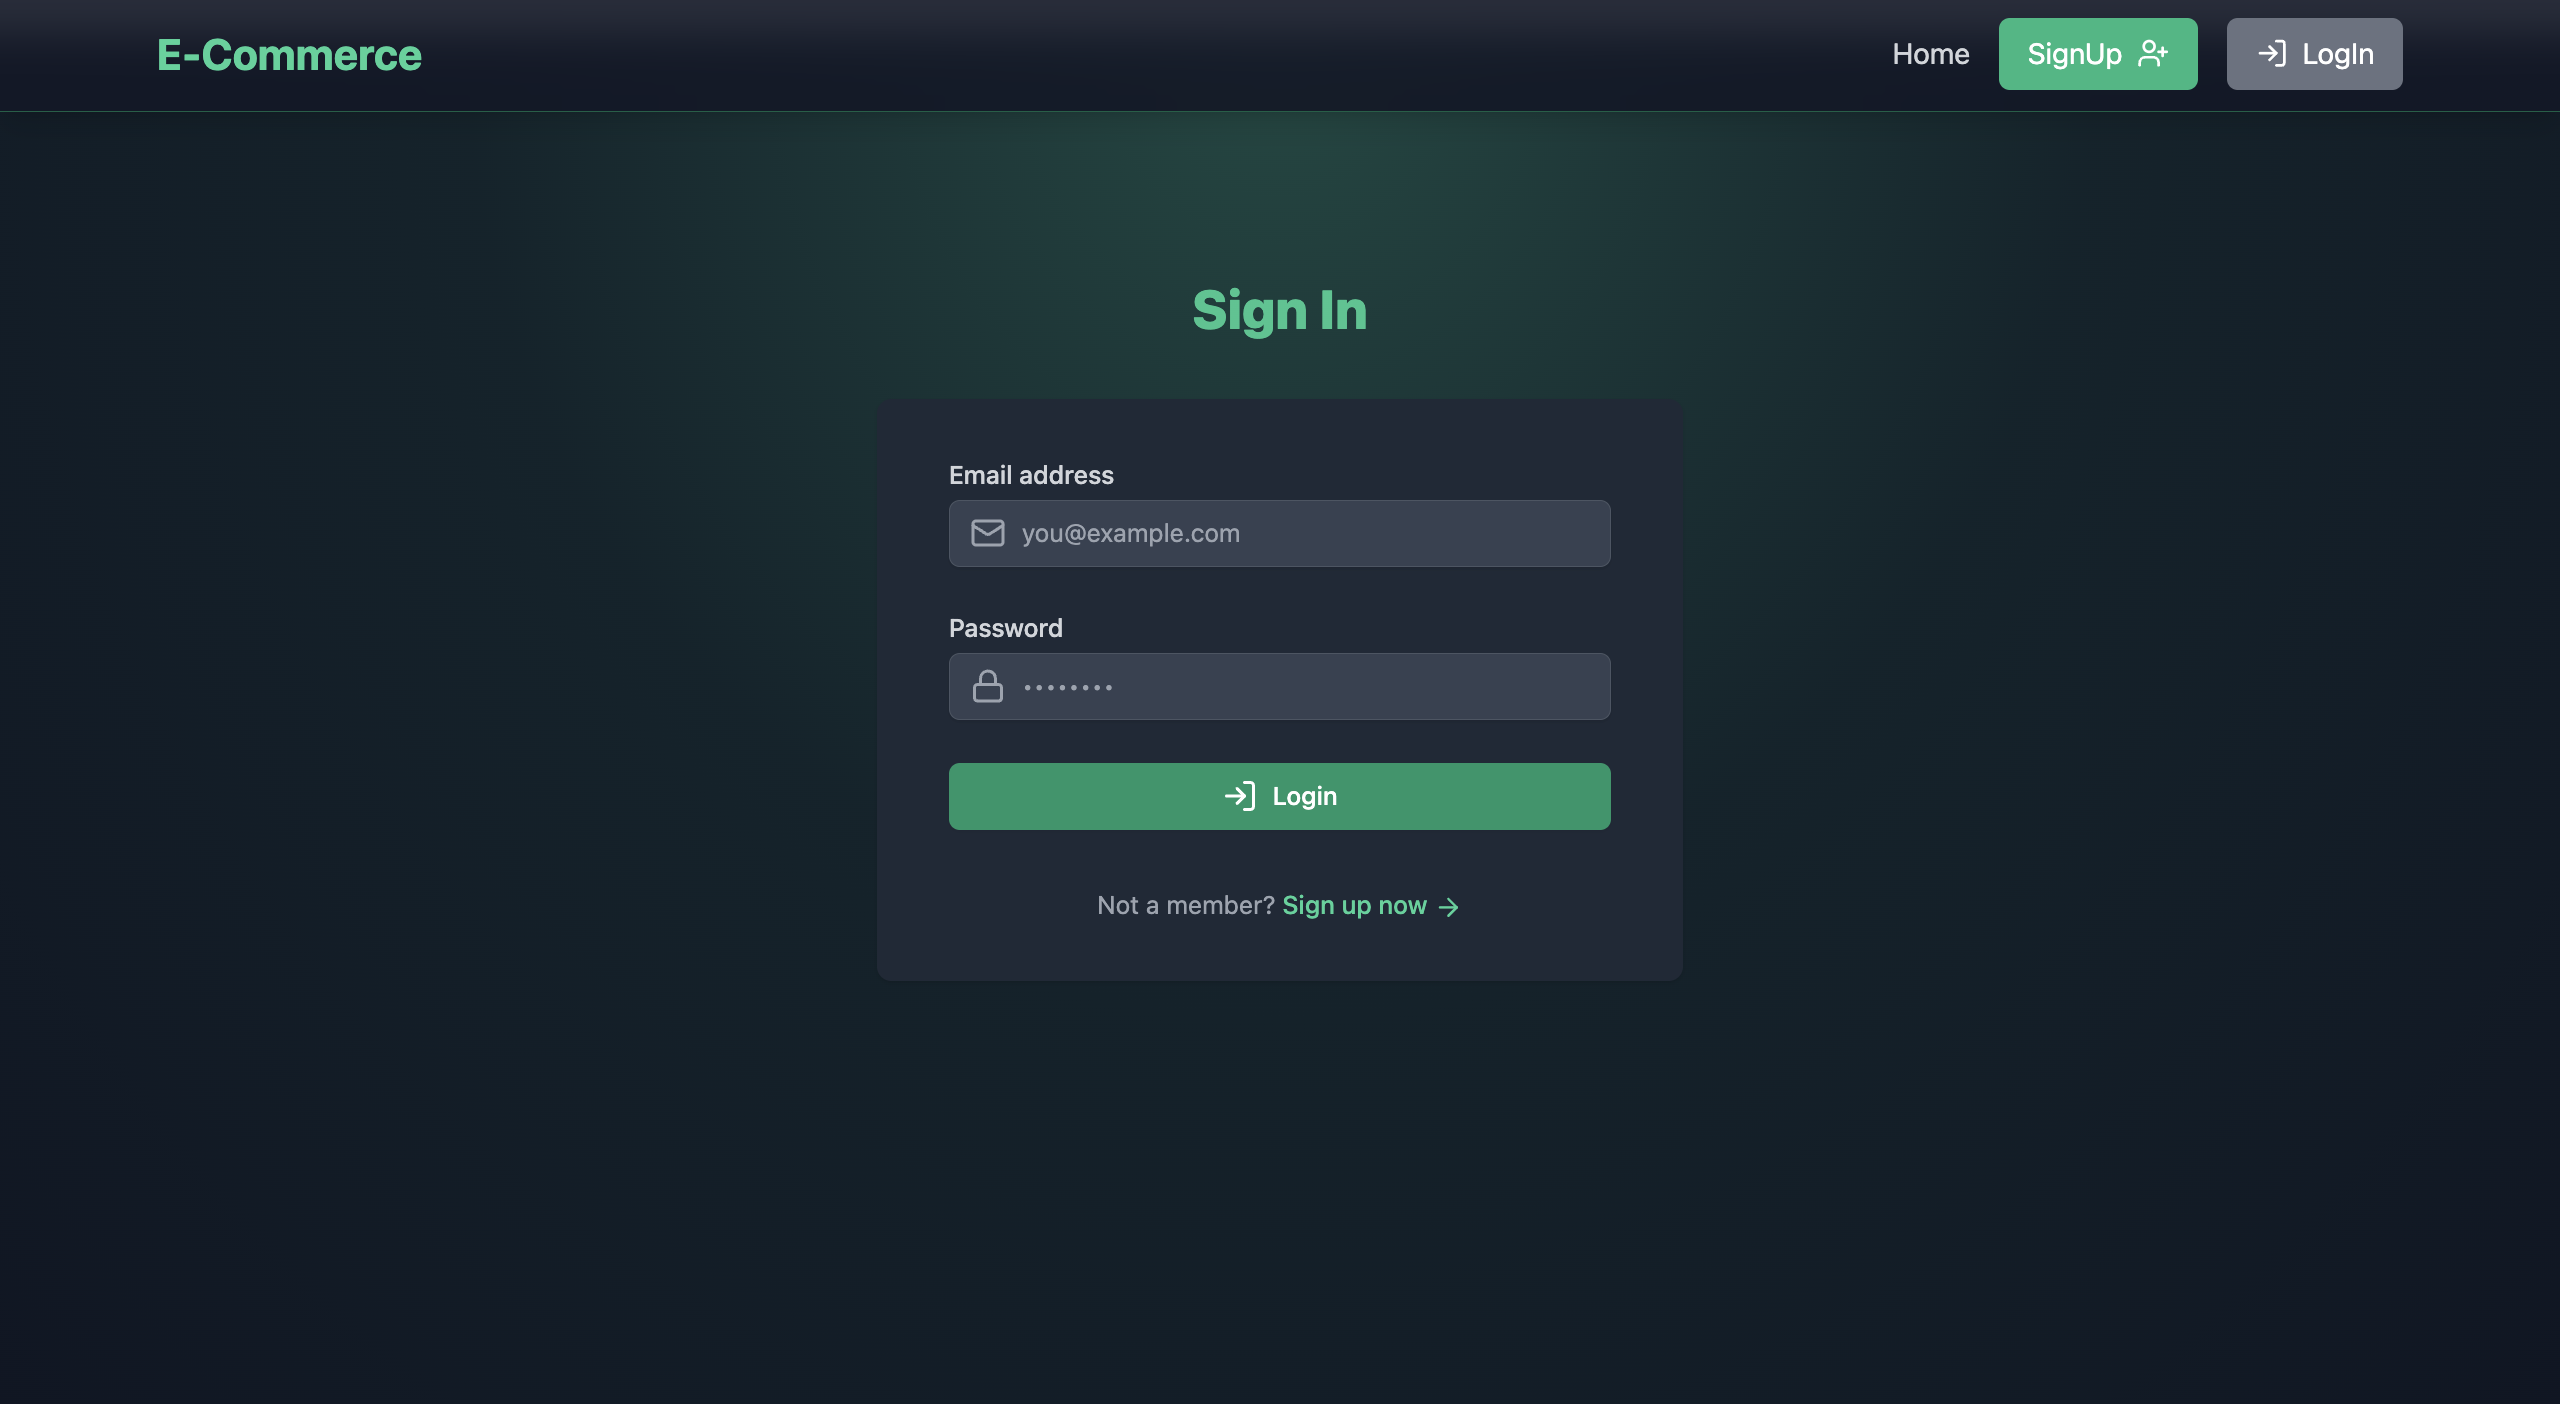 E-Commerce
Home
SignUp
LogIn
Sign In
Email address
you@example.com
Password
••••••••
Login
Not a member? Sign up now →